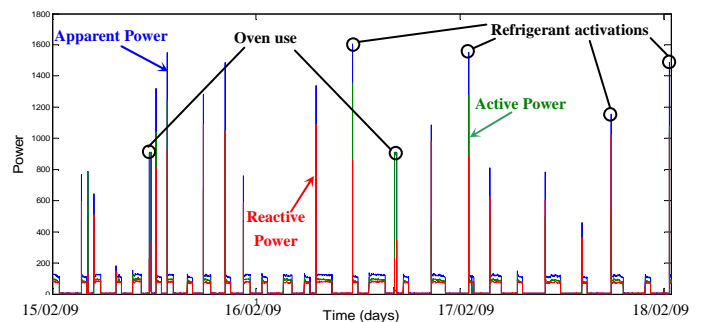 1800
1600
1400
1200
1000
800
600
400
200
0
Power
Apparent Power
Oven use
Refrigerant activations
Active Power
Reactive
Power
15/02/09
16/02/09
17/02/09
18/02/09
Time (days)